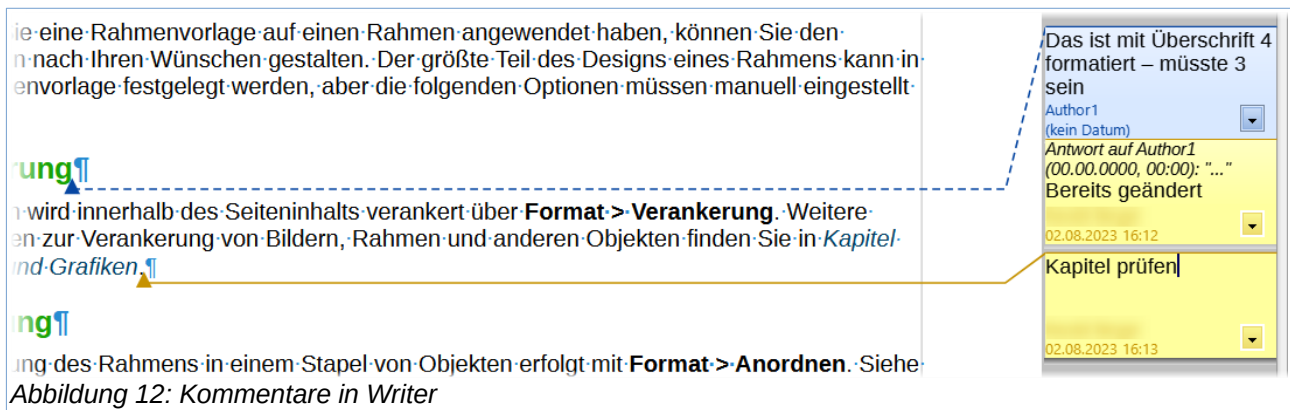 ie eine Rahmenvorlage auf einen Rahmen angewendet haben, können Sie den
n nach Ihren Wünschen gestalten. Der größte Teil des Designs eines Rahmens kann in
envorlage festgelegt werden, aber die folgenden Optionen müssen manuell eingestellt
rung¶
wird innerhalb des Seiteninhalts verankert über Format > Verankerung. Weitere
en zur Verankerung von Bildern, Rahmen und anderen Objekten finden Sie in Kapitel
nd Grafiken.¶
ng¶
ung des Rahmens in einem Stapel von Objekten erfolgt mit Format > Anordnen. Siehe
Das ist mit Überschrift 4
formatiert – müsste 3
sein
Author1
(kein Datum)
Antwort auf Author1
(00.00.0000, 00:00): "..."
Bereits geändert
02.08.2023 16:12
Kapitel prüfen
02.08.2023 16:13
Abbildung 12: Kommentare in Writer